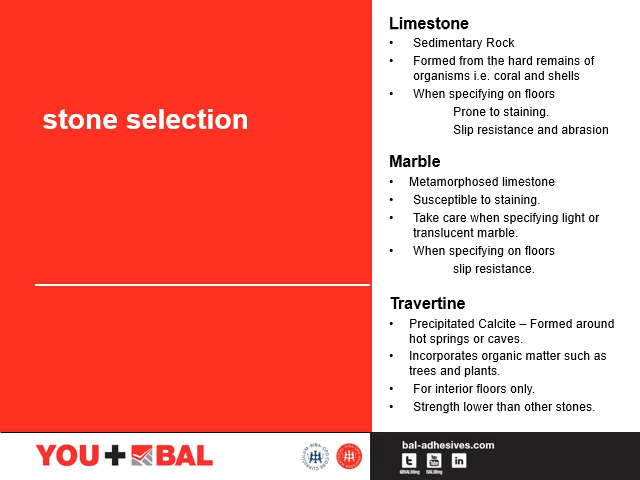 stone selection
Limestone
• Sedimentary Rock
• Formed from the hard remains of
organisms i.e. coral and shells
• When specifying on floors
Prone to staining.
Slip resistance and abrasion
Marble
• Metamorphosed limestone
• Susceptible to staining.
• Take care when specifying light or
translucent marble.
• When specifying on floors
slip resistance.
Travertine
• Precipitated Calcite – Formed around
hot springs or caves.
• Incorporates organic matter such as
trees and plants.
• For interior floors only.
• Strength lower than other stones.
YOU+BAL
bal-adhesives.com